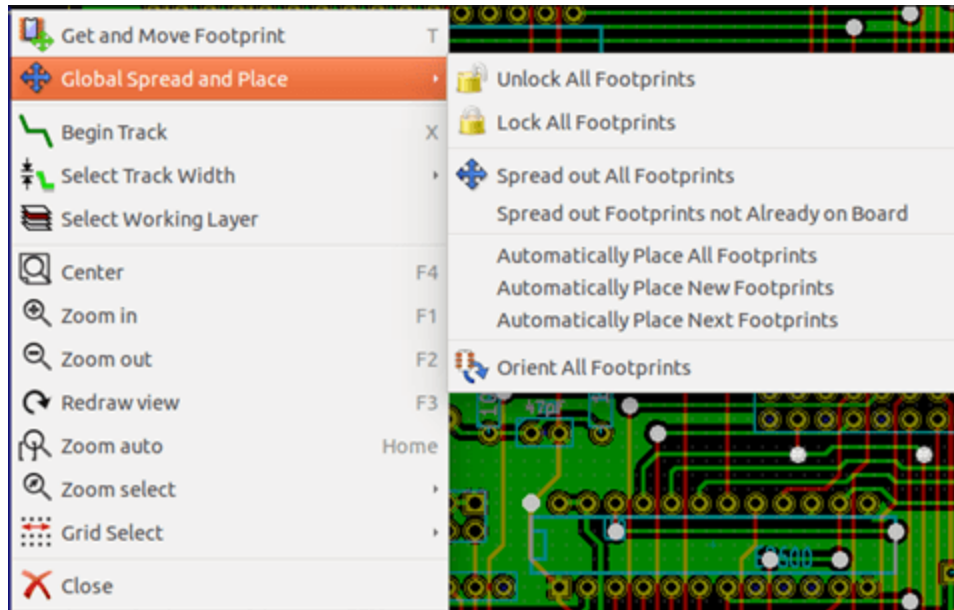 Get and Move Footprint T
Global Spread and Place
Begin Track X
Select Track Width
Select Working Layer
Center F4
Zoom in F1
Zoom out F2
Redraw view F3
Zoom auto Home
Zoom select
Grid Select
Close
Unlock All Footprints
Lock All Footprints
Spread out All Footprints
Spread out Footprints not Already on Board
Automatically Place All Footprints
Automatically Place New Footprints
Automatically Place Next Footprints
Orient All Footprints
47pF